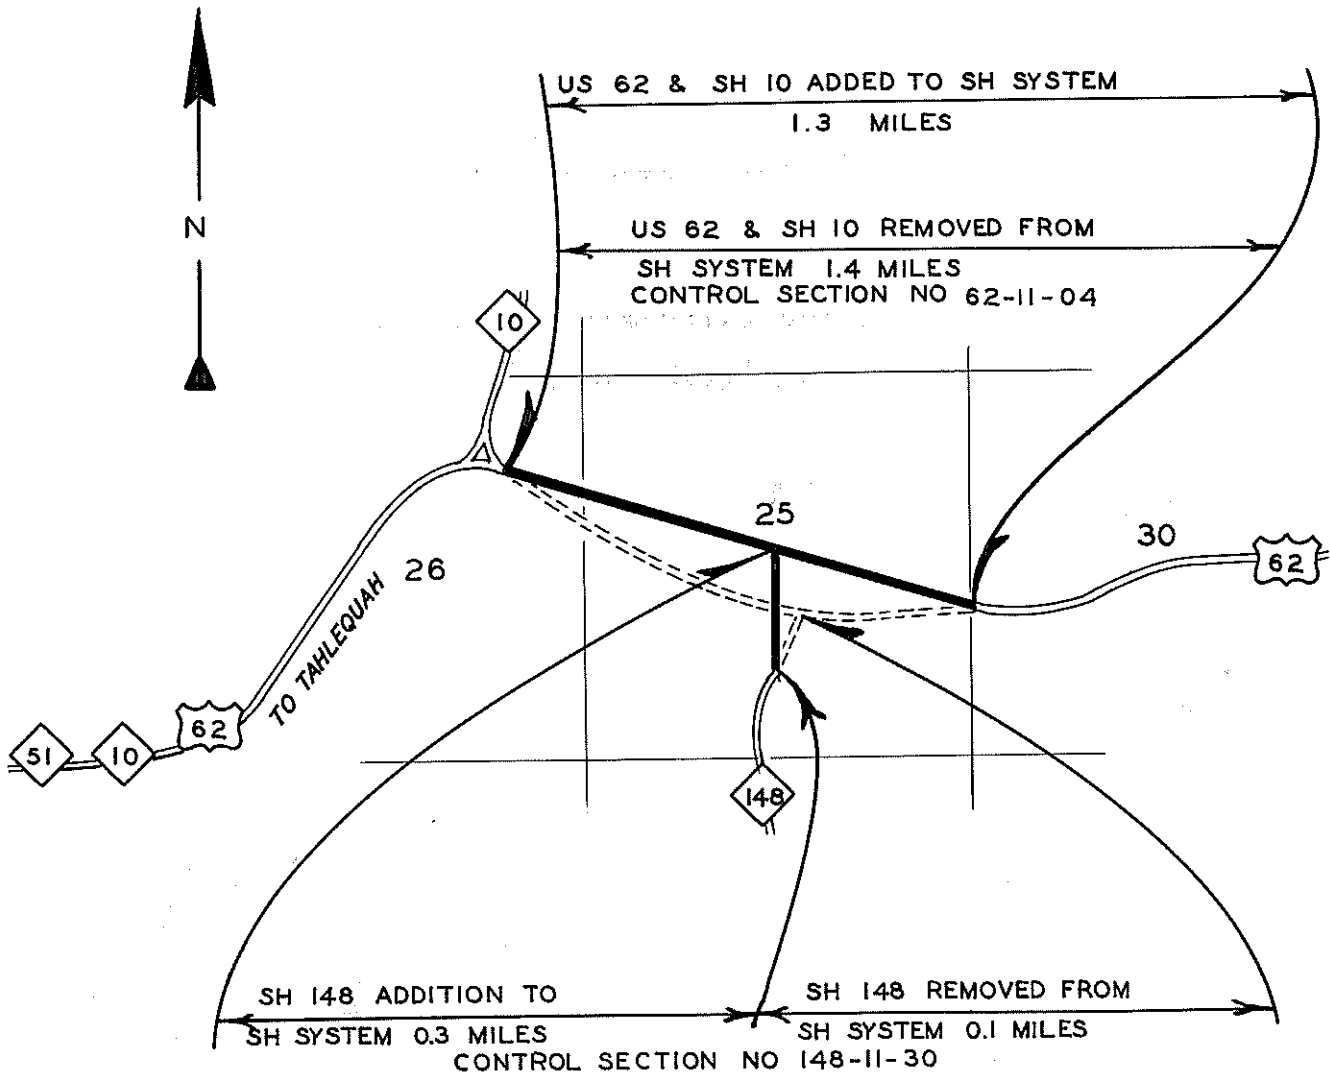 US 62 & SH 10 ADDED TO SH SYSTEM
1.3 MILES
N
US 62 & SH 10 REMOVED FROM
SH SYSTEM 1.4 MILES
CONTROL SECTION NO 62-11-04
10
25
30
62
26
TO TAHLEQUAH
62
51
10
148
SH 148 ADDITION TO
SH SYSTEM 0.3 MILES
SH 148 REMOVED FROM
SH SYSTEM 0.1 MILES
CONTROL SECTION NO 148-11-30